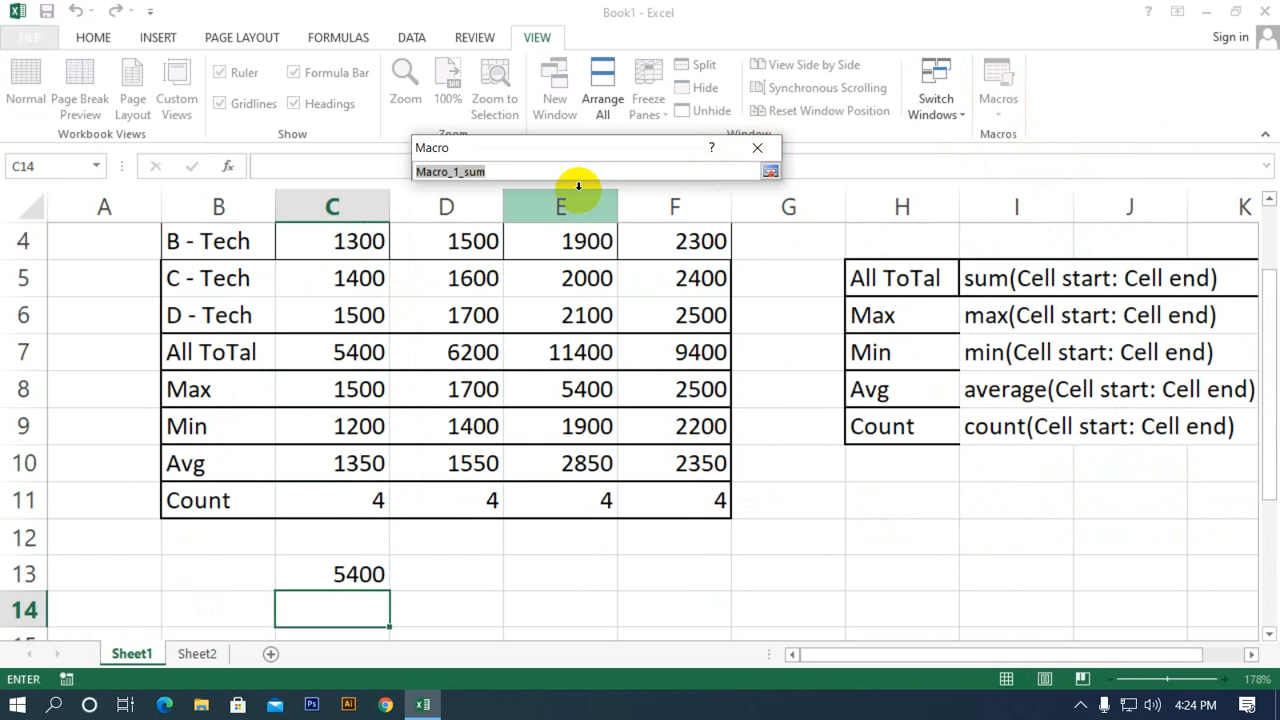 Book1 - Excel
FILE HOME INSERT PAGE LAYOUT FORMULAS DATA REVIEW VIEW Sign in
Normal Page Break Preview Page Layout Custom Views
Workbook Views
Ruler Formula Bar
Gridlines Headings
Show
Zoom 100% Zoom to Selection
Zoom
New Window Arrange All Freeze Panes
Split
Hide
Unhide
View Side by Side
Synchronous Scrolling
Reset Window Position
Window
Switch Windows
Macros
Macros
Macro ?
Macro_1_sum
C14 fx
A B C D E F G H I J K
4 B - Tech 1300 1500 1900 2300
5 C - Tech 1400 1600 2000 2400 All ToTal sum(Cell start: Cell end)
6 D - Tech 1500 1700 2100 2500 Max max(Cell start: Cell end)
7 All ToTal 5400 6200 11400 9400 Min min(Cell start: Cell end)
8 Max 1500 1700 5400 2500 Avg average(Cell start: Cell end)
9 Min 1200 1400 1900 2200 Count count(Cell start: Cell end)
10 Avg 1350 1550 2850 2350
11 Count 4 4 4 4
12
13 5400
14
Sheet1 Sheet2
ENTER 178%
4:24 PM